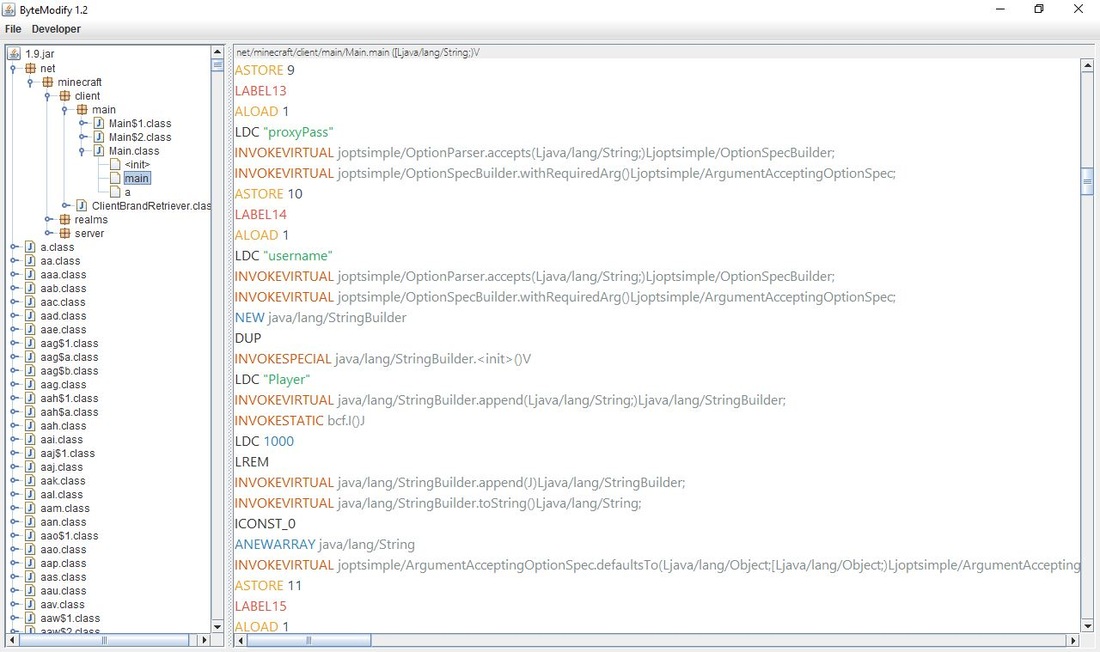 ByteModify 1.2
File Developer
1.9.jar
net
minecraft
client
main
Main$1.class
Main$2.class
Main.class
<init>
main
a
ClientBrandRetriever.clas
realms
server
a.class
aa.class
aaa.class
aab.class
aac.class
aad.class
aae.class
aag$1.class
aag$a.class
aag$b.class
aag.class
aah$1.class
aah$a.class
aah.class
aai.class
aaj$1.class
aaj.class
aak.class
aal.class
aam.class
aan.class
aao$1.class
aao.class
aap.class
aas.class
aau.class
aav.class
aaw$1.class
aaw$2.class
net/minecraft/client/main/Main.main ([Ljava/lang/String;)V
ASTORE 9
LABEL13
ALOAD 1
LDC "proxyPass"
INVOKEVIRTUAL joptsimple/OptionParser.accepts(Ljava/lang/String;)Ljoptsimple/OptionSpecBuilder;
INVOKEVIRTUAL joptsimple/OptionSpecBuilder.withRequiredArg()Ljoptsimple/ArgumentAcceptingOptionSpec;
ASTORE 10
LABEL14
ALOAD 1
LDC "username"
INVOKEVIRTUAL joptsimple/OptionParser.accepts(Ljava/lang/String;)Ljoptsimple/OptionSpecBuilder;
INVOKEVIRTUAL joptsimple/OptionSpecBuilder.withRequiredArg()Ljoptsimple/ArgumentAcceptingOptionSpec;
NEW java/lang/StringBuilder
DUP
INVOKESPECIAL java/lang/StringBuilder.<init>()V
LDC "Player"
INVOKEVIRTUAL java/lang/StringBuilder.append(Ljava/lang/String;)Ljava/lang/StringBuilder;
INVOKESTATIC bcf.I()J
LDC 1000
LREM
INVOKEVIRTUAL java/lang/StringBuilder.append(J)Ljava/lang/StringBuilder;
INVOKEVIRTUAL java/lang/StringBuilder.toString()Ljava/lang/String;
ICONST_0
ANEWARRAY java/lang/String
INVOKEVIRTUAL joptsimple/ArgumentAcceptingOptionSpec.defaultsTo(Ljava/lang/Object;[Ljava/lang/Object;)Ljoptsimple/ArgumentAccepting
ASTORE 11
LABEL15
ALOAD 1